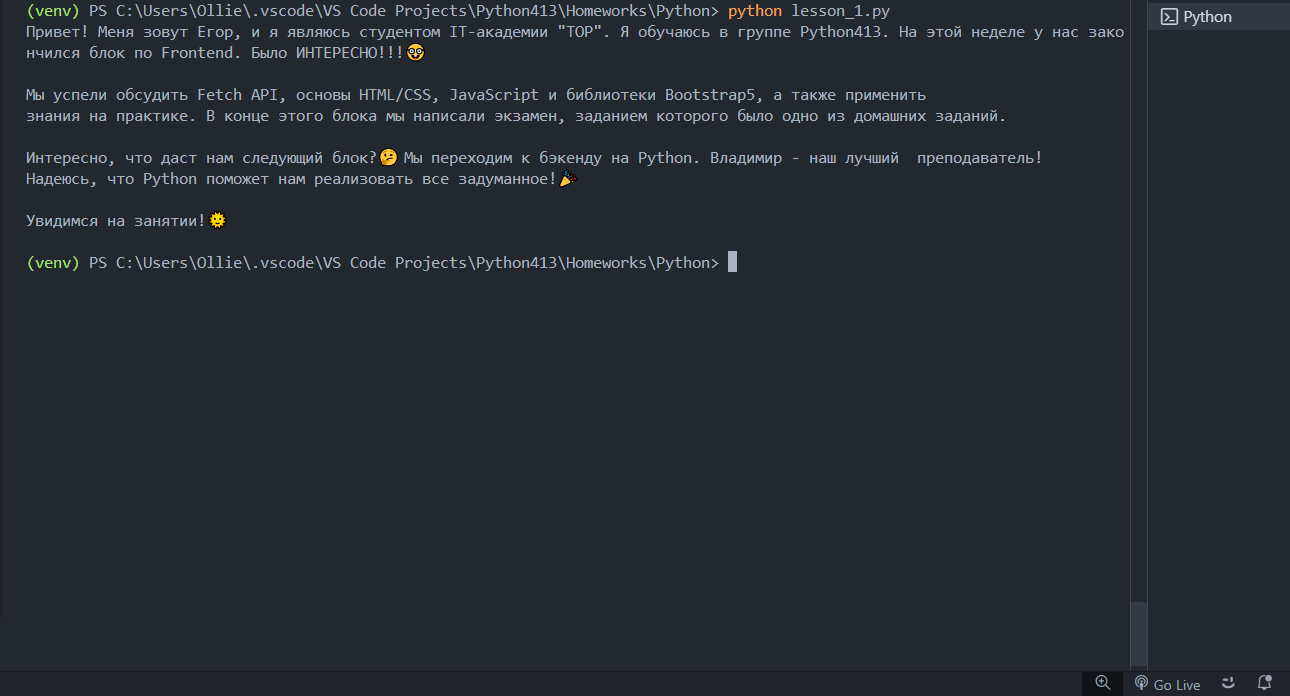 (venv) PS C:\Users\Ollie\.vscode\VS Code Projects\Python413\Homeworks\Python> python lesson_1.py
Привет! Меня зовут Егор, и я являюсь студентом IT-академии "TOP". Я обучаюсь в группе Python413. На этой неделе у нас зако
нчился блок по Frontend. Было ИНТЕРЕСНО!!!🤓
Мы успели обсудить Fetch API, основы HTML/CSS, JavaScript и библиотеки Bootstrap5, а также применить
знания на практике. В конце этого блока мы написали экзамен, заданием которого было одно из домашних заданий.
Интересно, что даст нам следующий блок?🤔 Мы переходим к бэкенду на Python. Владимир - наш лучший  преподаватель!
Надеюсь, что Python поможет нам реализовать все задуманное!🎉
Увидимся на занятии!🌞
(venv) PS C:\Users\Ollie\.vscode\VS Code Projects\Python413\Homeworks\Python>
Python
Go Live